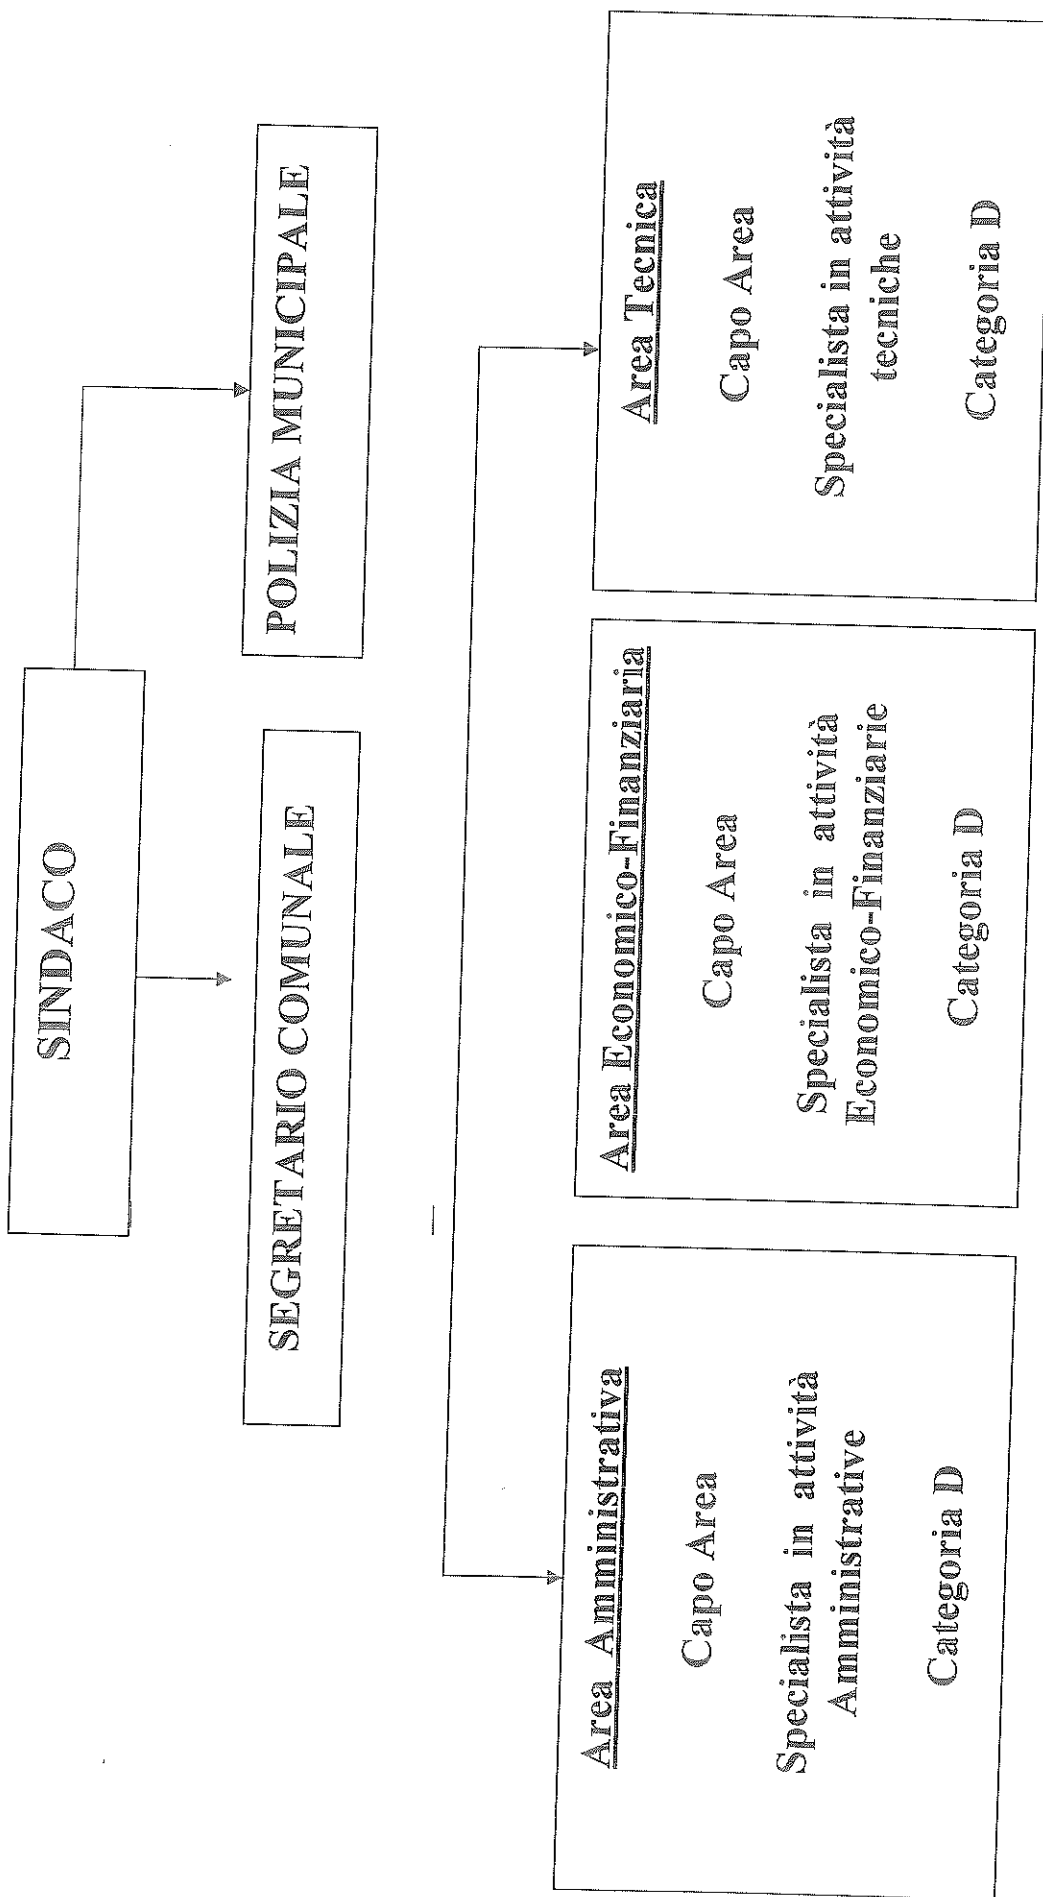 SINDACO
SEGRETARIO COMUNALE
POLIZIA MUNICIPALE
Area Amministrativa
Capo Area
Specialista in attività
Amministrative
Categoria D
Area Economico-Finanziaria
Capo Area
Specialista in attività
Economico-Finanziarie
Categoria D
Area Tecnica
Capo Area
Specialista in attività
tecniche
Categoria D